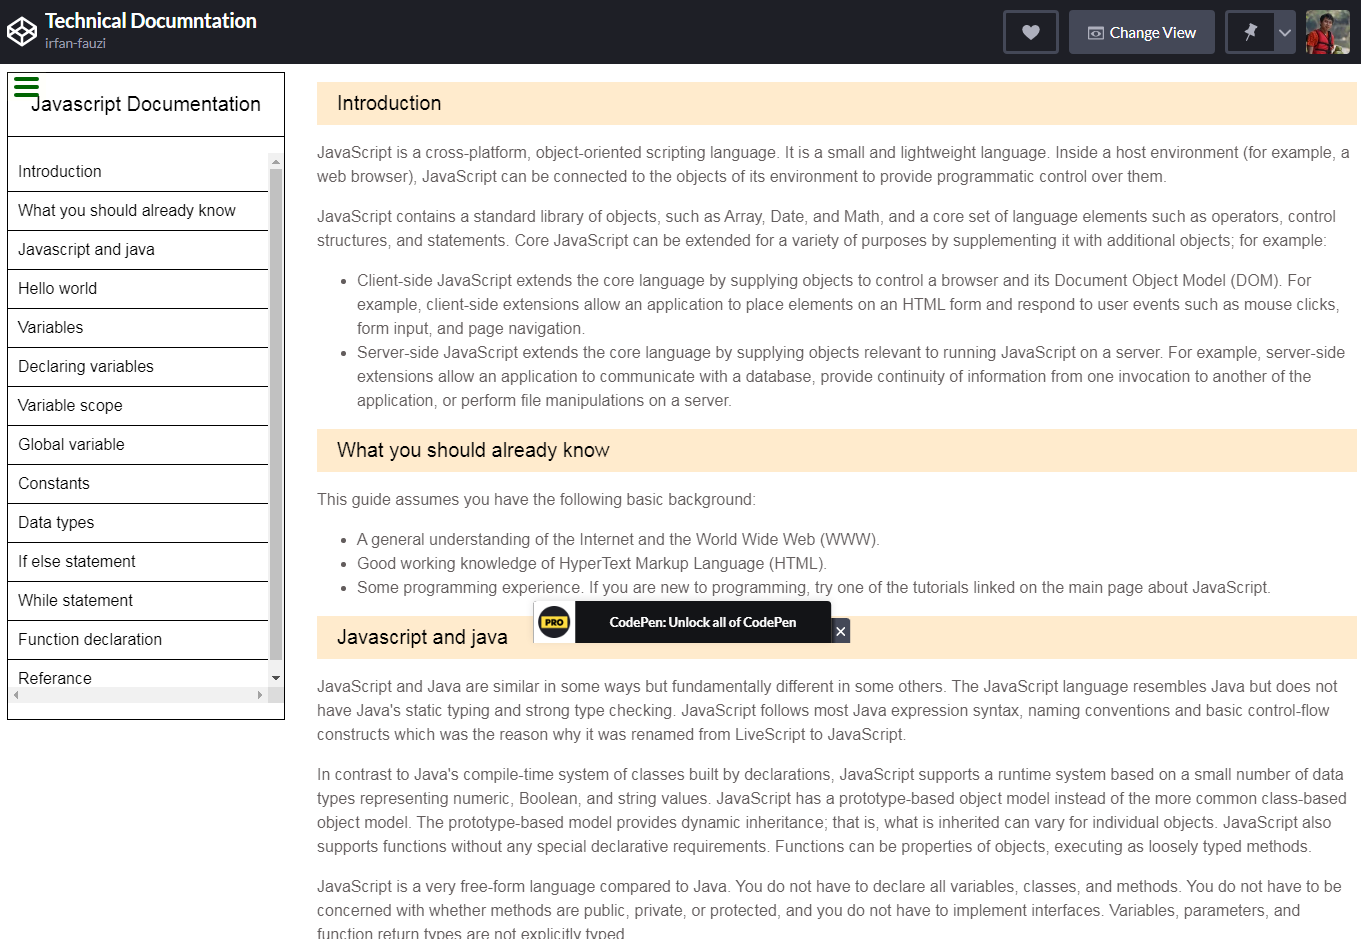 Technical Documntation
irfan-fauzi
Change View
Javascript Documentation
Introduction
What you should already know
Javascript and java
Hello world
Variables
Declaring variables
Variable scope
Global variable
Constants
Data types
If else statement
While statement
Function declaration
Referance
Introduction
JavaScript is a cross-platform, object-oriented scripting language. It is a small and lightweight language. Inside a host environment (for example, a
web browser), JavaScript can be connected to the objects of its environment to provide programmatic control over them.
JavaScript contains a standard library of objects, such as Array, Date, and Math, and a core set of language elements such as operators, control
structures, and statements. Core JavaScript can be extended for a variety of purposes by supplementing it with additional objects; for example:
• Client-side JavaScript extends the core language by supplying objects to control a browser and its Document Object Model (DOM). For
example, client-side extensions allow an application to place elements on an HTML form and respond to user events such as mouse clicks,
form input, and page navigation.
• Server-side JavaScript extends the core language by supplying objects relevant to running JavaScript on a server. For example, server-side
extensions allow an application to communicate with a database, provide continuity of information from one invocation to another of the
application, or perform file manipulations on a server.
What you should already know
This guide assumes you have the following basic background:
• A general understanding of the Internet and the World Wide Web (WWW).
• Good working knowledge of HyperText Markup Language (HTML).
• Some programming experience. If you are new to programming, try one of the tutorials linked on the main page about JavaScript.
PRO
CodePen: Unlock all of CodePen
Javascript and java
JavaScript and Java are similar in some ways but fundamentally different in some others. The JavaScript language resembles Java but does not
have Java's static typing and strong type checking. JavaScript follows most Java expression syntax, naming conventions and basic control-flow
constructs which was the reason why it was renamed from LiveScript to JavaScript.
In contrast to Java's compile-time system of classes built by declarations, JavaScript supports a runtime system based on a small number of data
types representing numeric, Boolean, and string values. JavaScript has a prototype-based object model instead of the more common class-based
object model. The prototype-based model provides dynamic inheritance; that is, what is inherited can vary for individual objects. JavaScript also
supports functions without any special declarative requirements. Functions can be properties of objects, executing as loosely typed methods.
JavaScript is a very free-form language compared to Java. You do not have to declare all variables, classes, and methods. You do not have to be
concerned with whether methods are public, private, or protected, and you do not have to implement interfaces. Variables, parameters, and
function return types are not explicitly typed